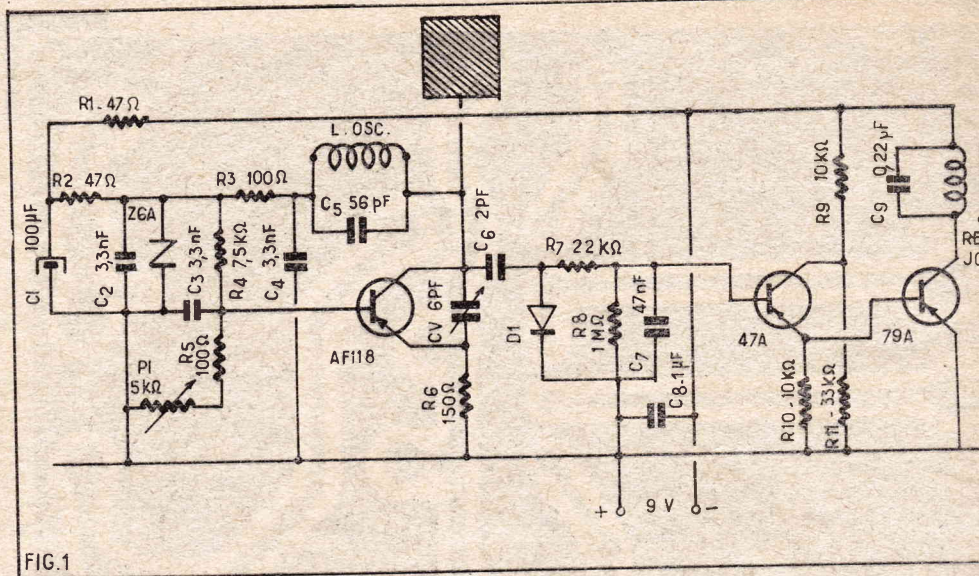 R1-47Ω
L.OSC.
R2 47Ω
R3 100Ω
Z6A
C5 56pF
100µF
C1
3,3nF
C2
C3 3,3nF
R4 7,5kΩ
3,3nF
C4
P1
5kΩ
R5
100Ω
AF118
C6 2PF
CV 6PF
R6
150Ω
R7 22kΩ
D1
R8
1MΩ
47nF
C7
C8-1µF
+ 9V -
47A
R9
10kΩ
R10-10kΩ
R11-33kΩ
C9 0,22µF
79A
FIG.1